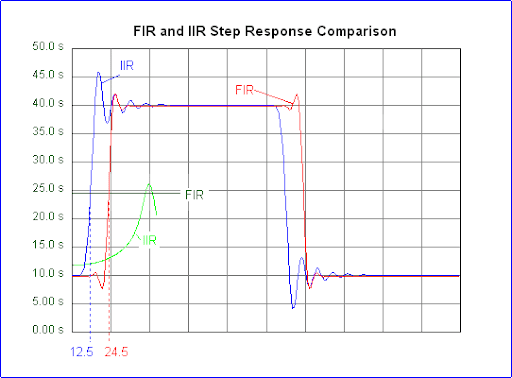 FIR and IIR Step Response Comparison
50.0 s
45.0 s
40.0 s
35.0 s
30.0 s
25.0 s
20.0 s
15.0 s
10.0 s
5.00 s
0.00 s
IIR
FIR
FIR
IIR
12.5
24.5